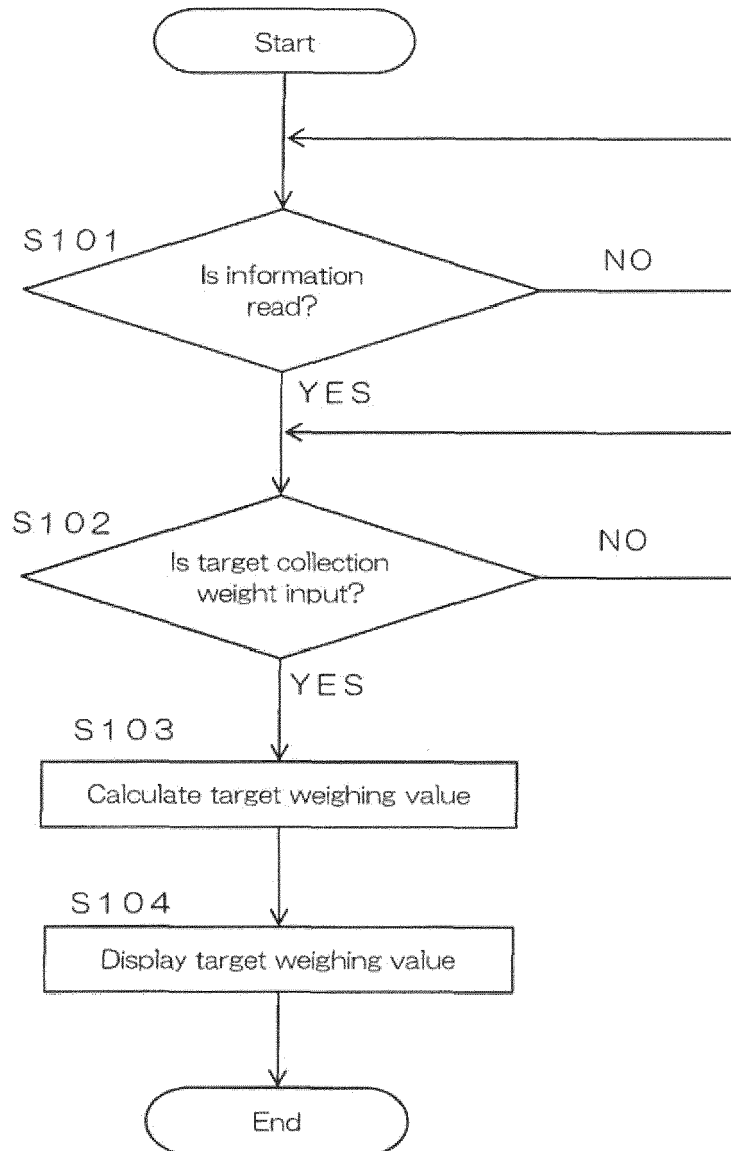 Start
S101
Is information
read?
NO
YES
S102
Is target collection
weight input?
NO
YES
S103
Calculate target weighing value
S104
Display target weighing value
End